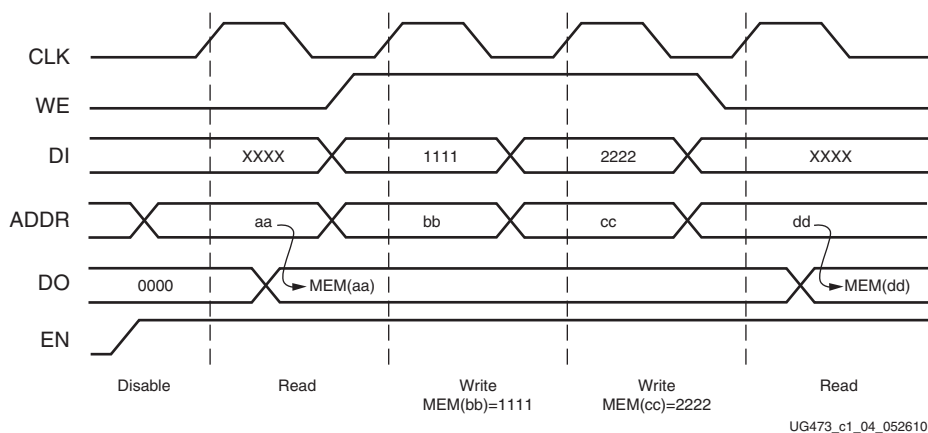 CLK
WE
DI XXXX 1111 2222 XXXX
ADDR aa bb cc dd
DO 0000 MEM(aa) MEM(dd)
EN
Disable Read Write Write Read
MEM(bb)=1111 MEM(cc)=2222
UG473_c1_04_052610